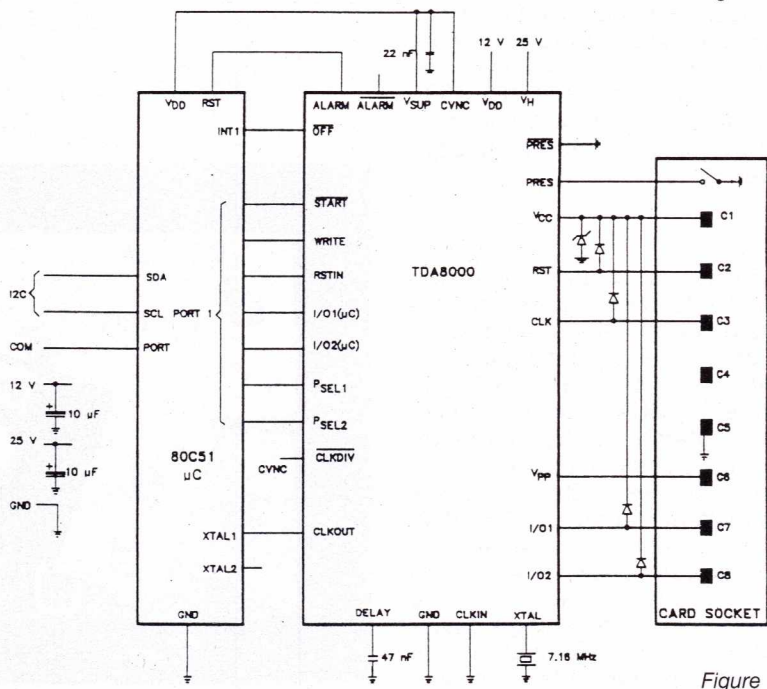 22 nF
12 V 25 V
VDD RST
ALARM ALARM VSUP CVNC VDD VH
INT1 OFF
PRES
PRES
START
VCC C1
WRITE
TDA8000
SDA RSTIN RST C2
I2C
SCL PORT 1 I/O1(μC) CLK C3
COM PORT I/O2(μC)
12 V PSEL1 C4
+ 10 μF
25 V PSEL2 C5
+ 10 μF
80C51
μC
CVNC CLKDIV
VPP C6
GND
XTAL1 CLKOUT I/O1 C7
XTAL2
I/O2 C8
GND DELAY GND CLKIN XTAL CARD SOCKET
47 nF 7.16 MHz
Figure